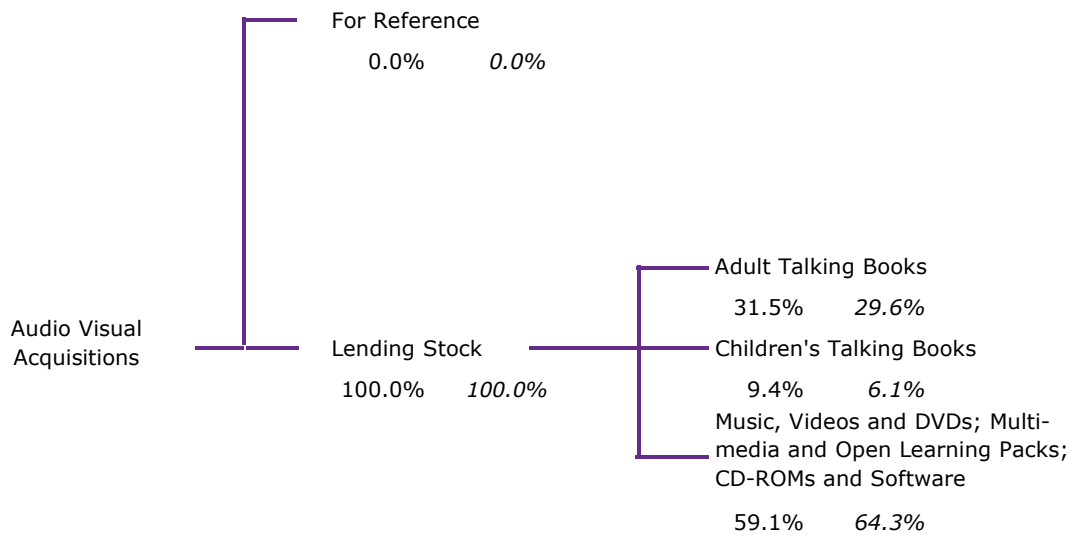 For Reference
0.0% 0.0%
Adult Talking Books
31.5% 29.6%
Audio Visual
Acquisitions
Lending Stock
100.0% 100.0%
Children's Talking Books
9.4% 6.1%
Music, Videos and DVDs; Multi-
media and Open Learning Packs;
CD-ROMs and Software
59.1% 64.3%